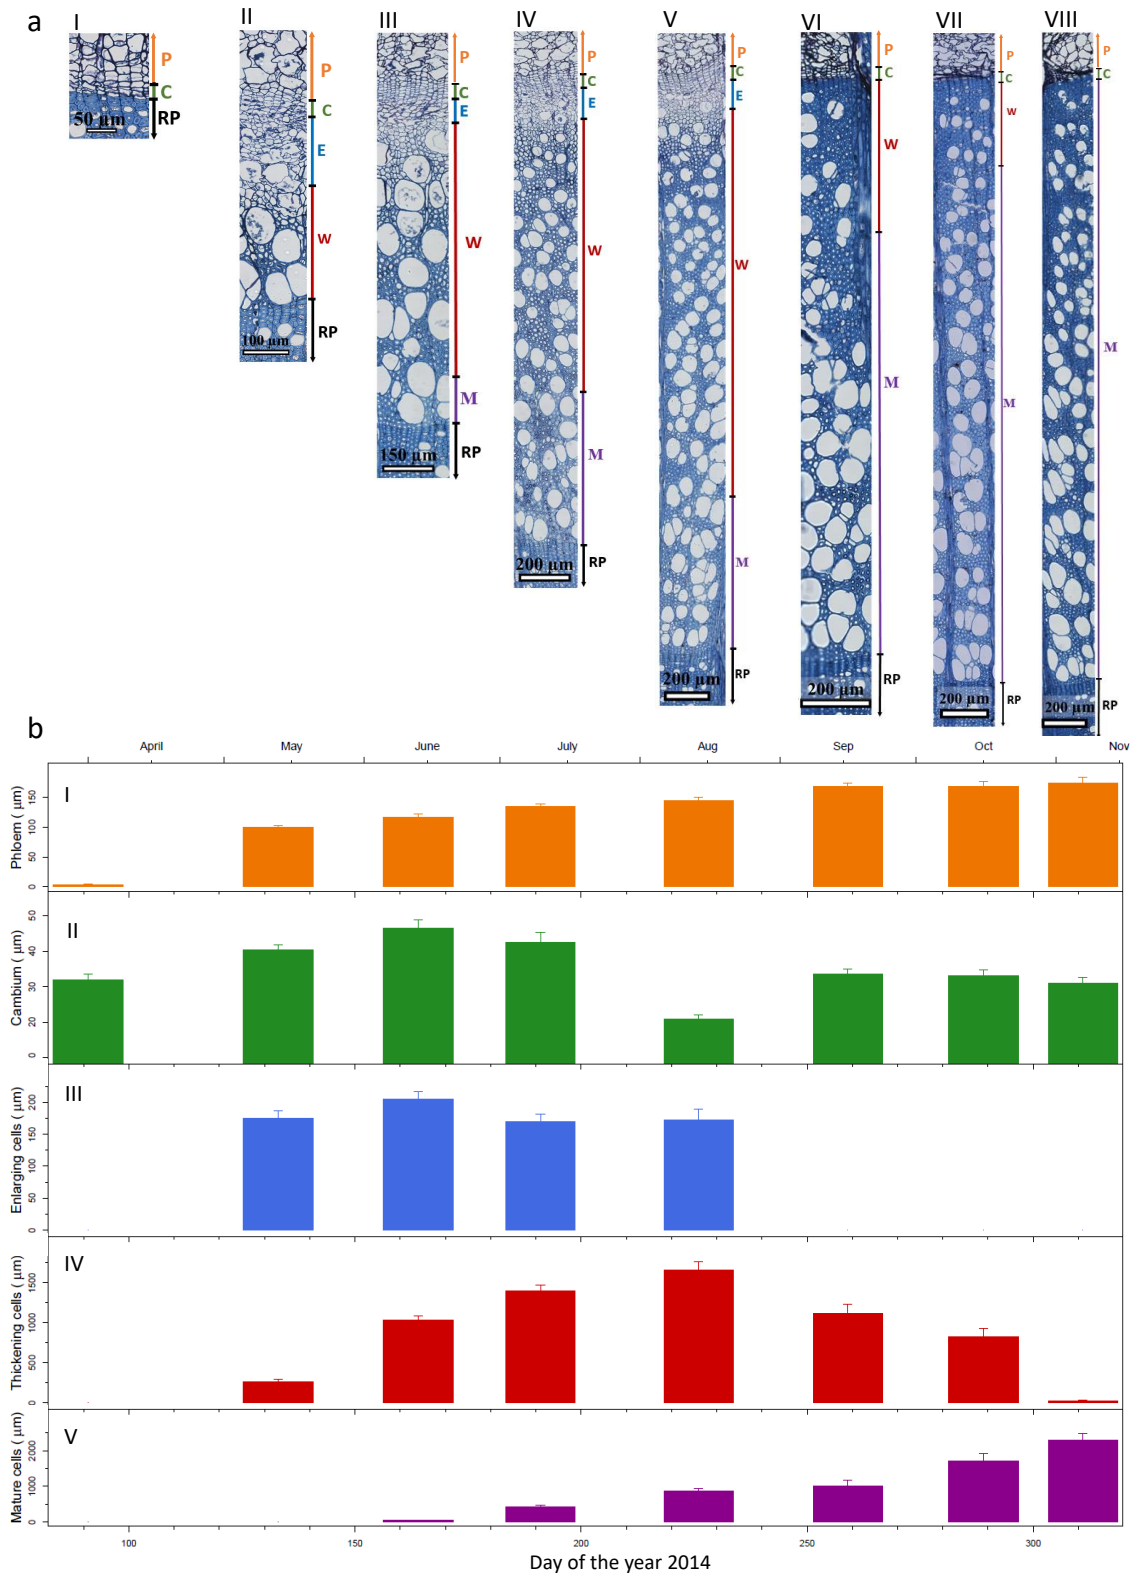 a
I
II
III
IV
V
VI
VII
VIII
P
C
RP
50 µm
P
C
E
W
RP
100 µm
P
C
E
W
M
RP
150 µm
P
C
E
W
M
RP
200 µm
P
C
E
W
M
RP
200 µm
P
C
W
M
RP
200 µm
P
C
W
M
RP
200 µm
P
C
M
RP
200 µm
b
April May June July Aug Sep Oct Nov
I
Phloem ( µm)
150
100
50
0
II
Cambium ( µm)
50
40
30
20
0
III
Enlarging cells ( µm)
200
150
100
50
0
IV
Thickening cells ( µm)
1500
1000
500
0
V
Mature cells ( µm)
2000
1000
0
100 150 200 250 300
Day of the year 2014